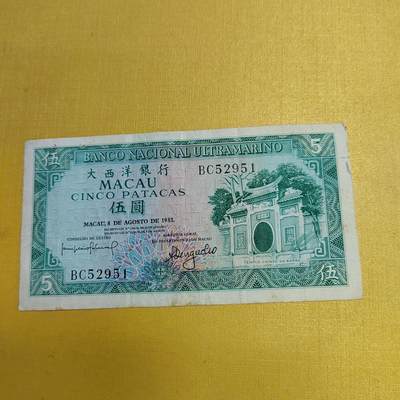 BANCO NACIONAL ULTRAMARINO
5
伍
大西洋銀行
BC52951
MACAU
CINCO PATACAS
伍圓
MACAU, 8 DE AGOSTO DE 1981.
BC52951
5
伍